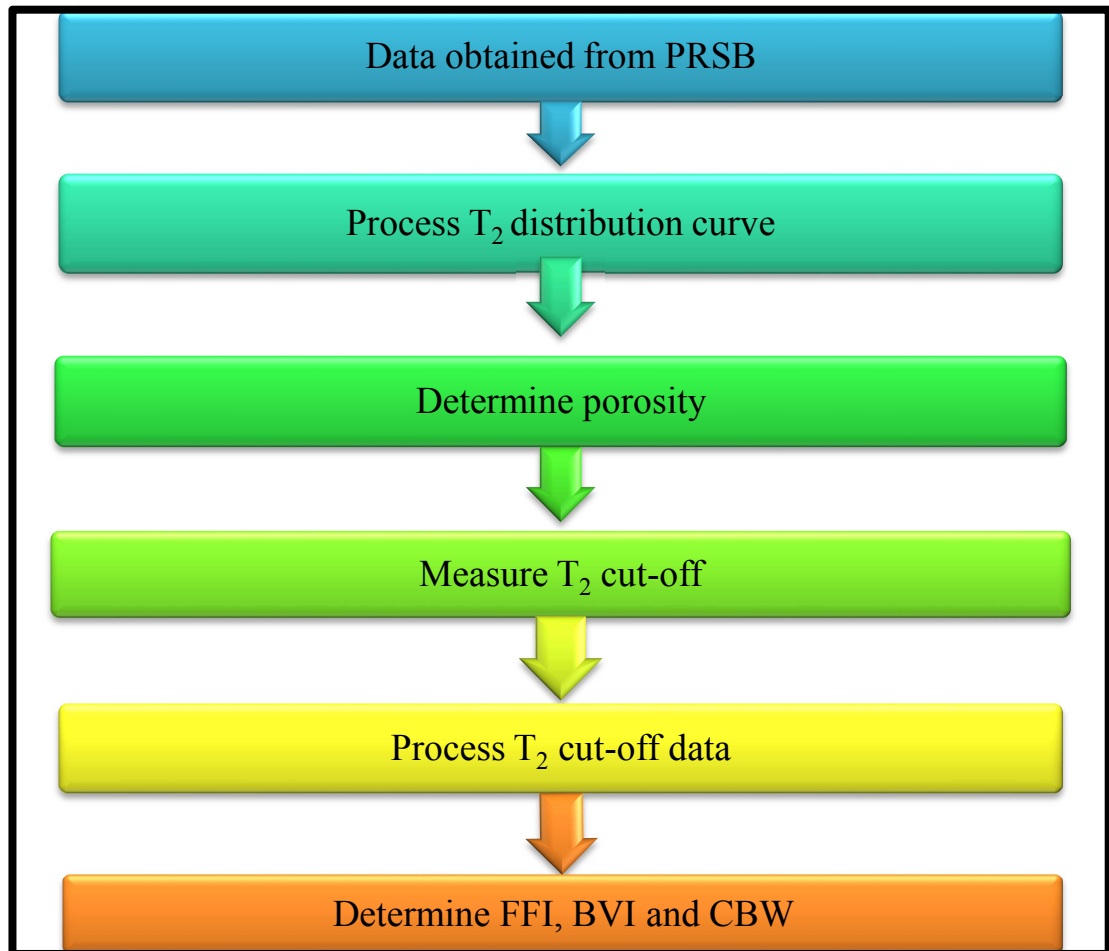 Data obtained from PRSB
Process T₂ distribution curve
Determine porosity
Measure T₂ cut-off
Process T₂ cut-off data
Determine FFI, BVI and CBW